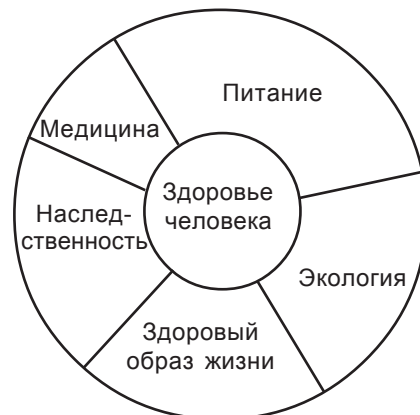 Питание
Медицина
Здоровье
человека
Наслед-
ственность
Экология
Здоровый
образ жизни